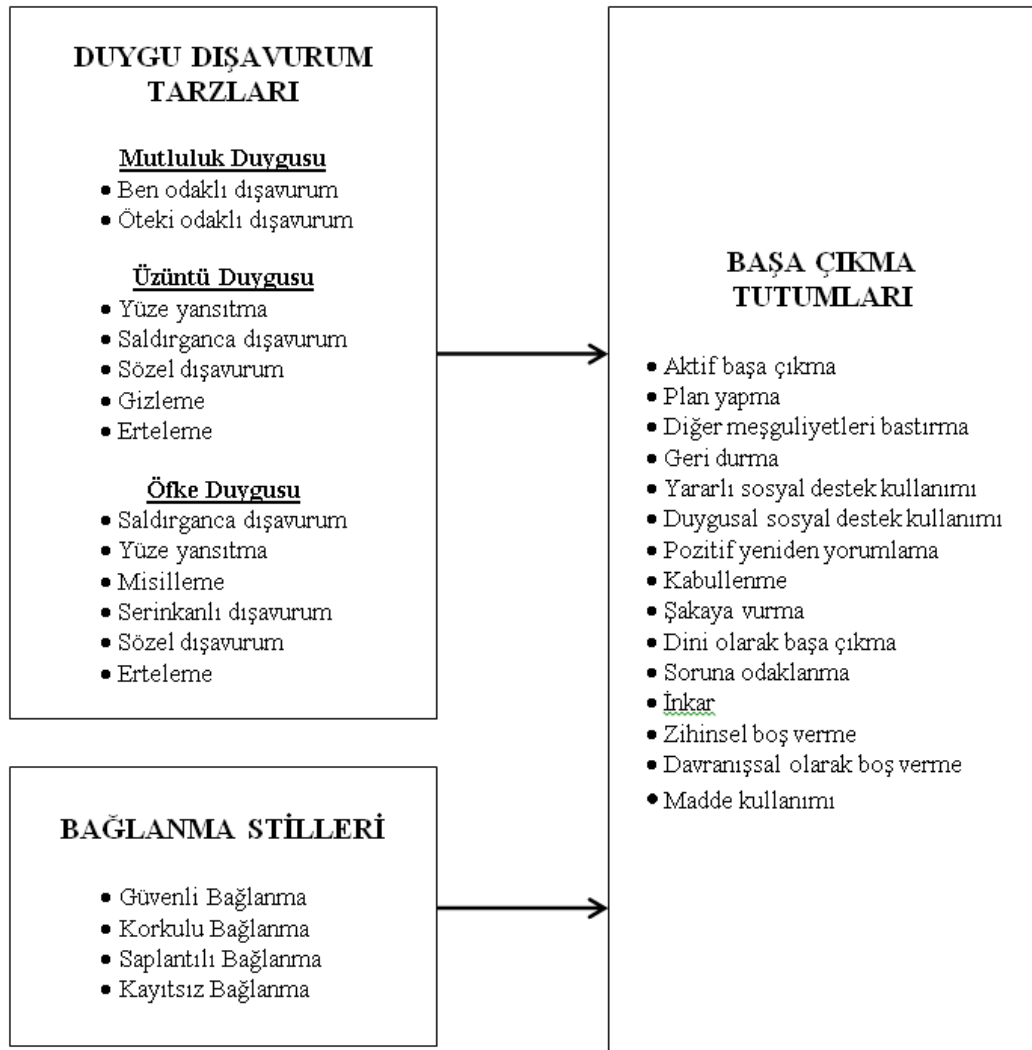 DUYGU DIŞAVURUM
TARZLARI
Mutluluk Duygusu
• Ben odaklı dışavurum
• Öteki odaklı dışavurum
Üzüntü Duygusu
• Yüze yansıtma
• Saldırganca dışavurum
• Sözel dışavurum
• Gizleme
• Erteleme
Öfke Duygusu
• Saldırganca dışavurum
• Yüze yansıtma
• Misilleme
• Serinkanlı dışavurum
• Sözel dışavurum
• Erteleme
BAĞLANMA STİLLERİ
• Güvenli Bağlanma
• Korkulu Bağlanma
• Saplantılı Bağlanma
• Kayıtsız Bağlanma
BAŞA ÇIKMA
TUTUMLARI
• Aktif başa çıkma
• Plan yapma
• Diğer meşguliyetleri bastırma
• Geri durma
• Yararlı sosyal destek kullanımı
• Duygusal sosyal destek kullanımı
• Pozitif yeniden yorumlama
• Kabullenme
• Şakaya vurma
• Dini olarak başa çıkma
• Soruna odaklanma
• İnkar
• Zihinsel boş verme
• Davranışsal olarak boş verme
• Madde kullanımı